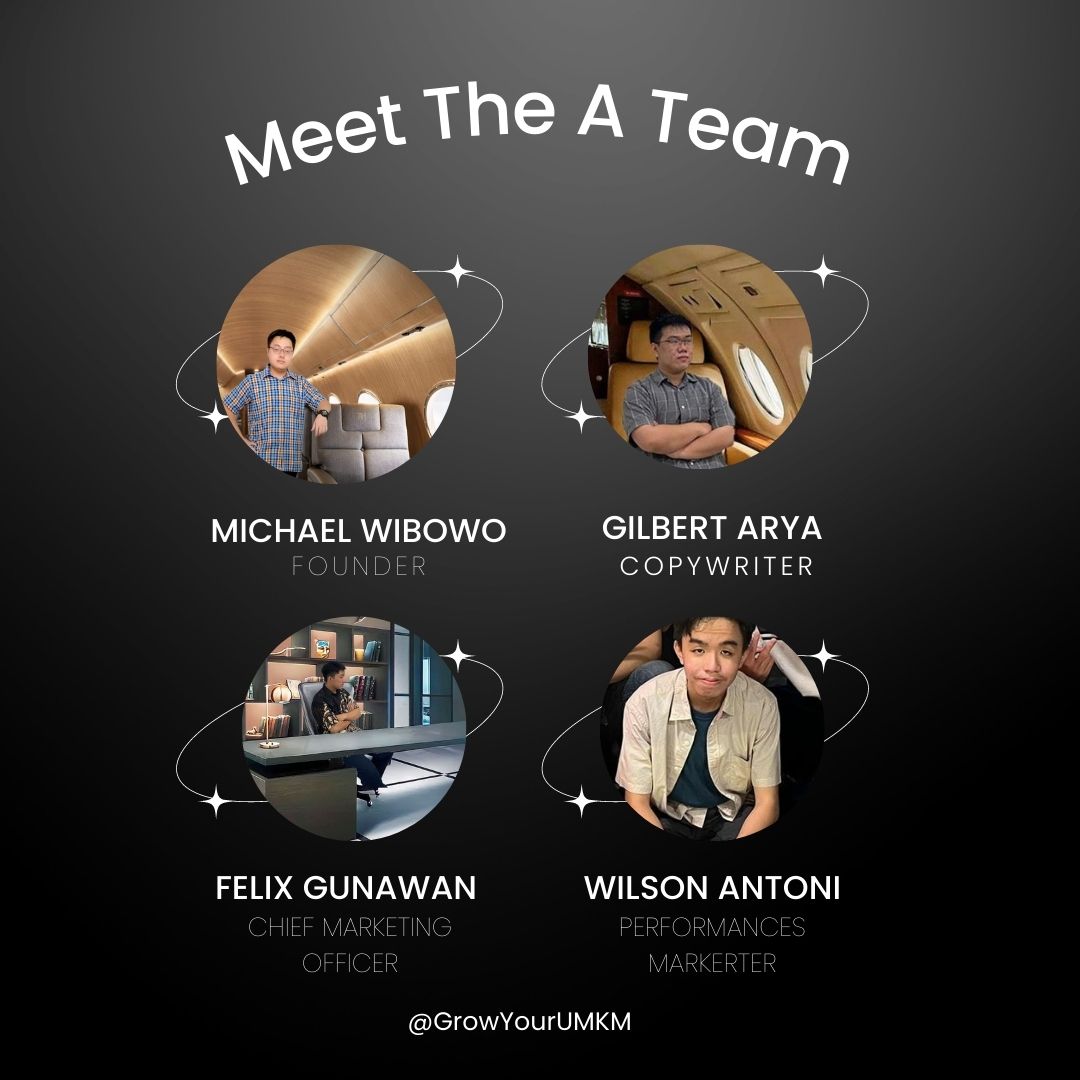 Meet The A Team
MICHAEL WIBOWO
FOUNDER
GILBERT ARYA
COPYWRITER
FELIX GUNAWAN
CHIEF MARKETING
OFFICER
WILSON ANTONI
PERFORMANCES
MARKERTER
@GrowYourUMKM